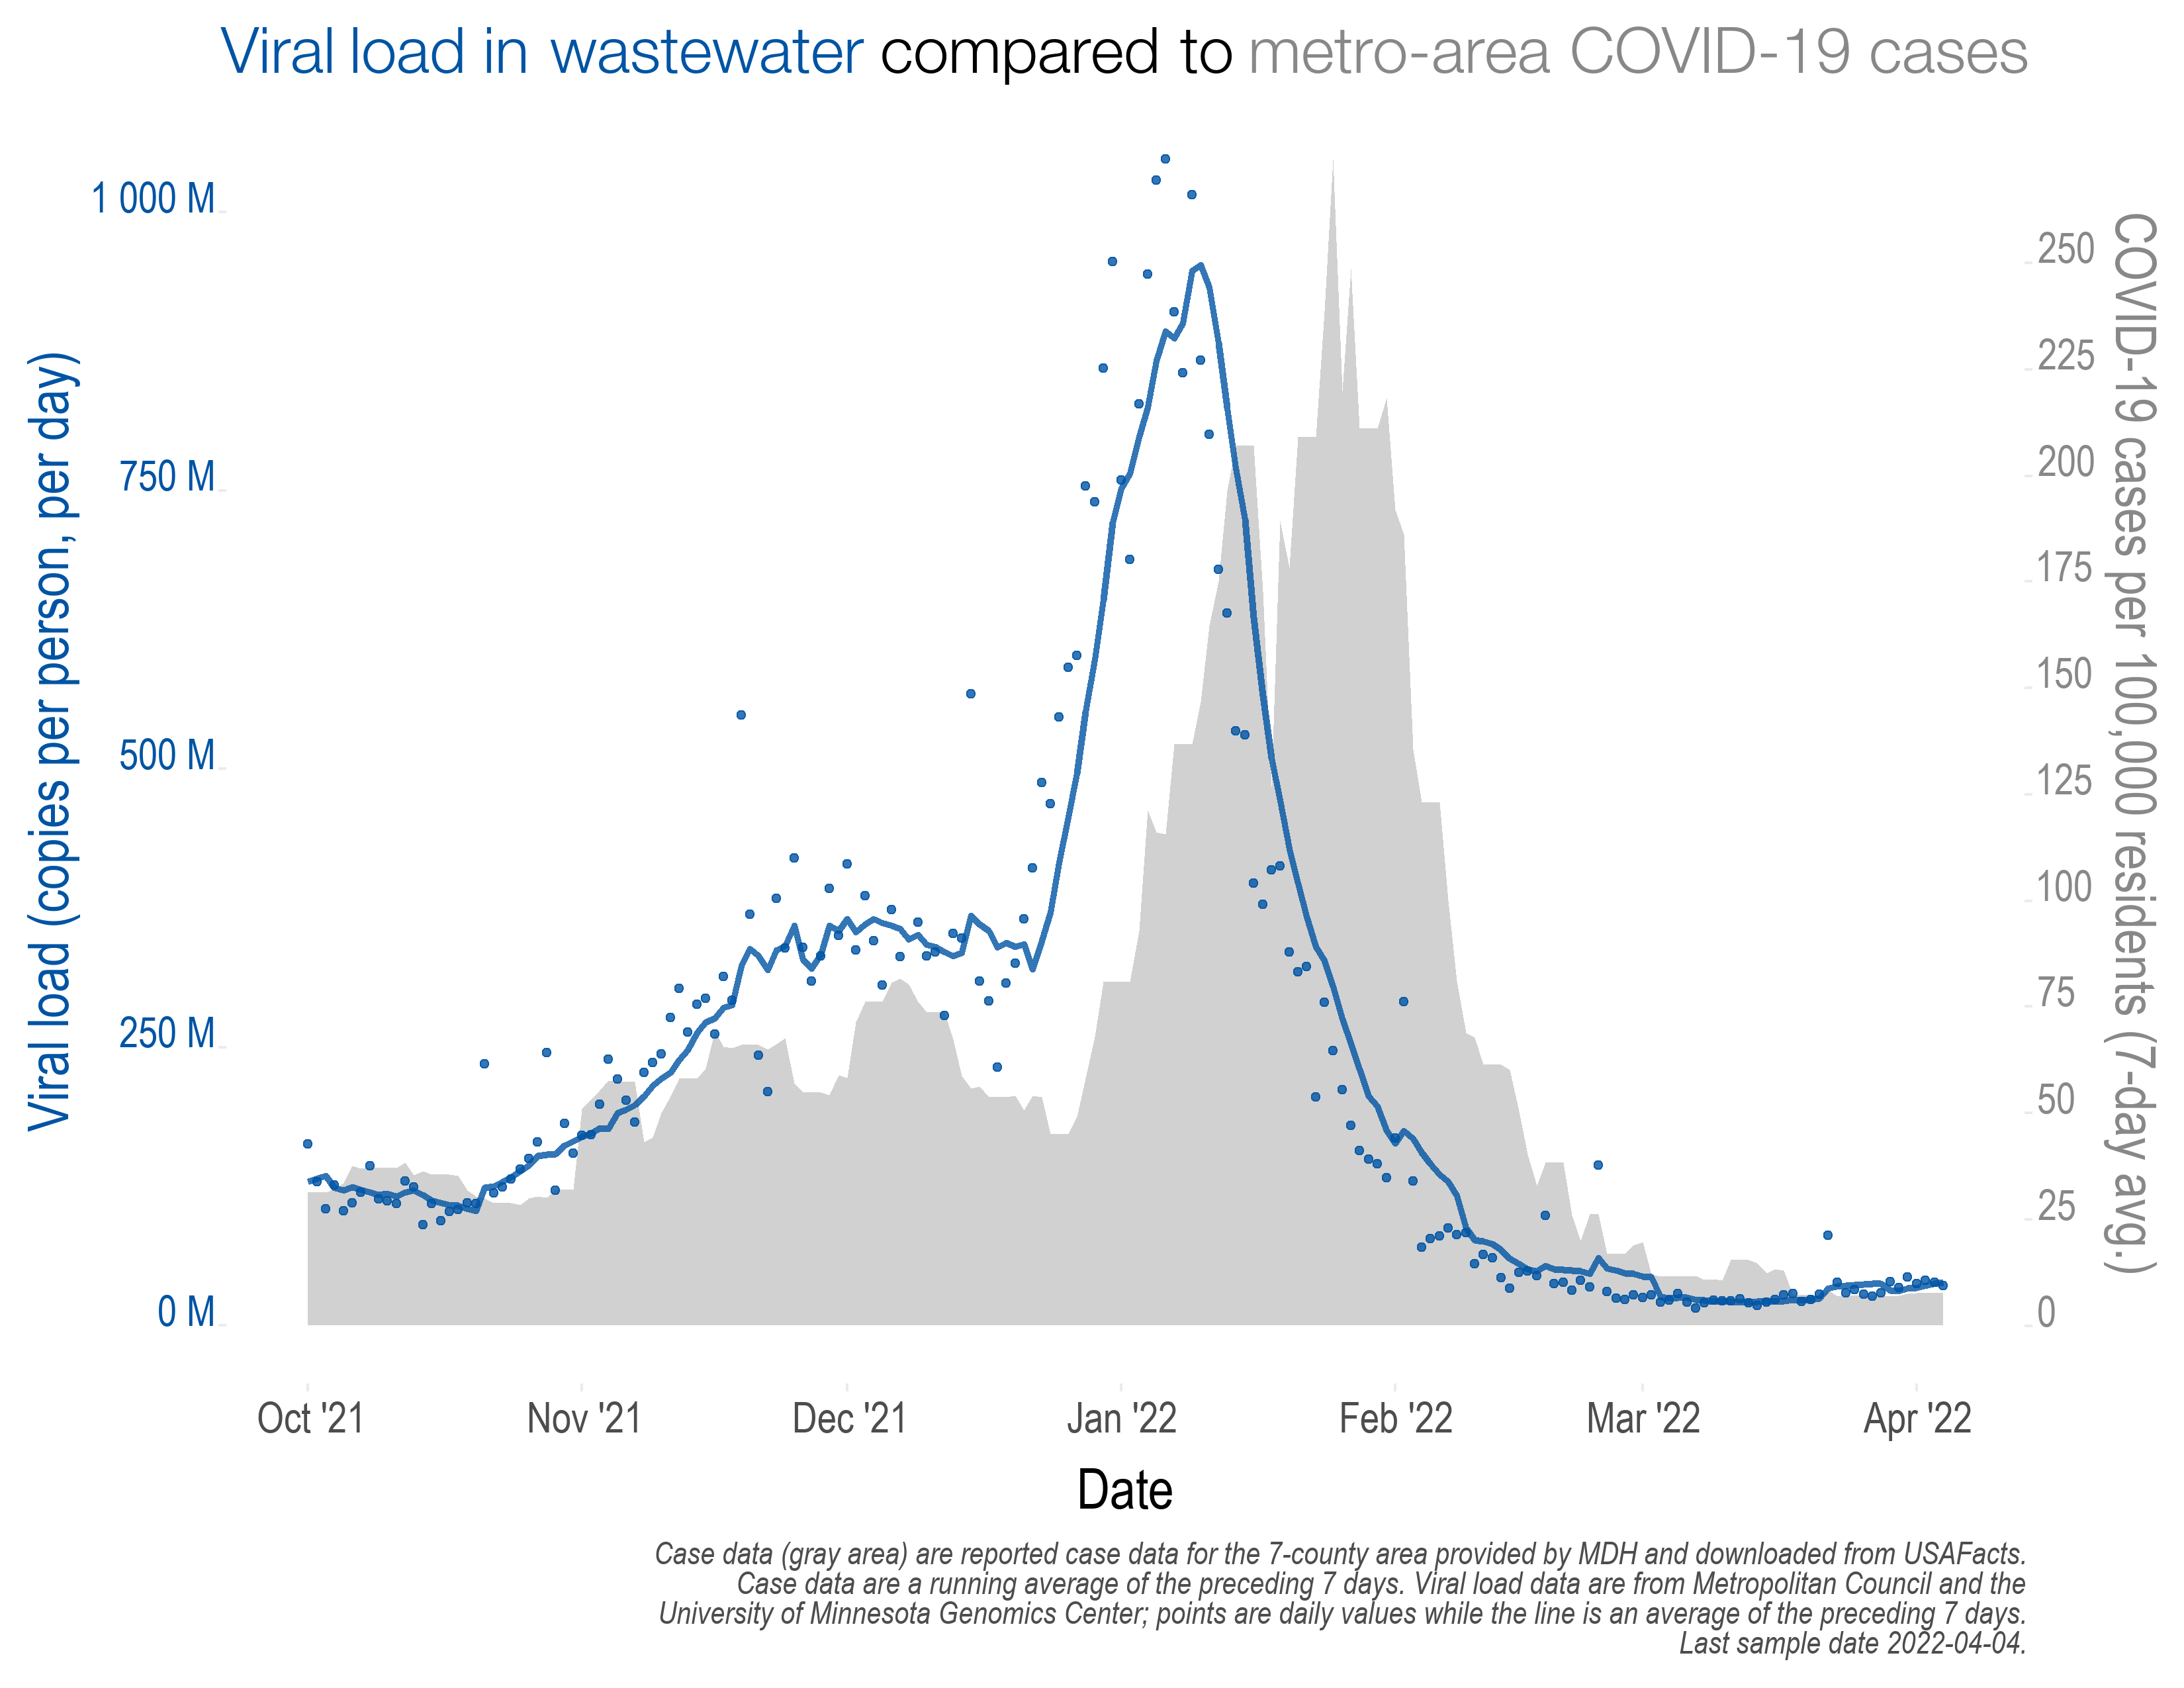 Viral load in wastewater compared to metro-area COVID-19 cases
Viral load (copies per person, per day)
1 000 M
750 M
500 M
250 M
0 M
COVID-19 cases per 100,000 residents (7-day avg.)
250
225
200
175
150
125
100
75
50
25
0
Oct '21
Nov '21
Dec '21
Jan '22
Feb '22
Mar '22
Apr '22
Date
Case data (gray area) are reported case data for the 7-county area provided by MDH and downloaded from USAFacts.
Case data are a running average of the preceding 7 days. Viral load data are from Metropolitan Council and the
University of Minnesota Genomics Center; points are daily values while the line is an average of the preceding 7 days.
Last sample date 2022-04-04.